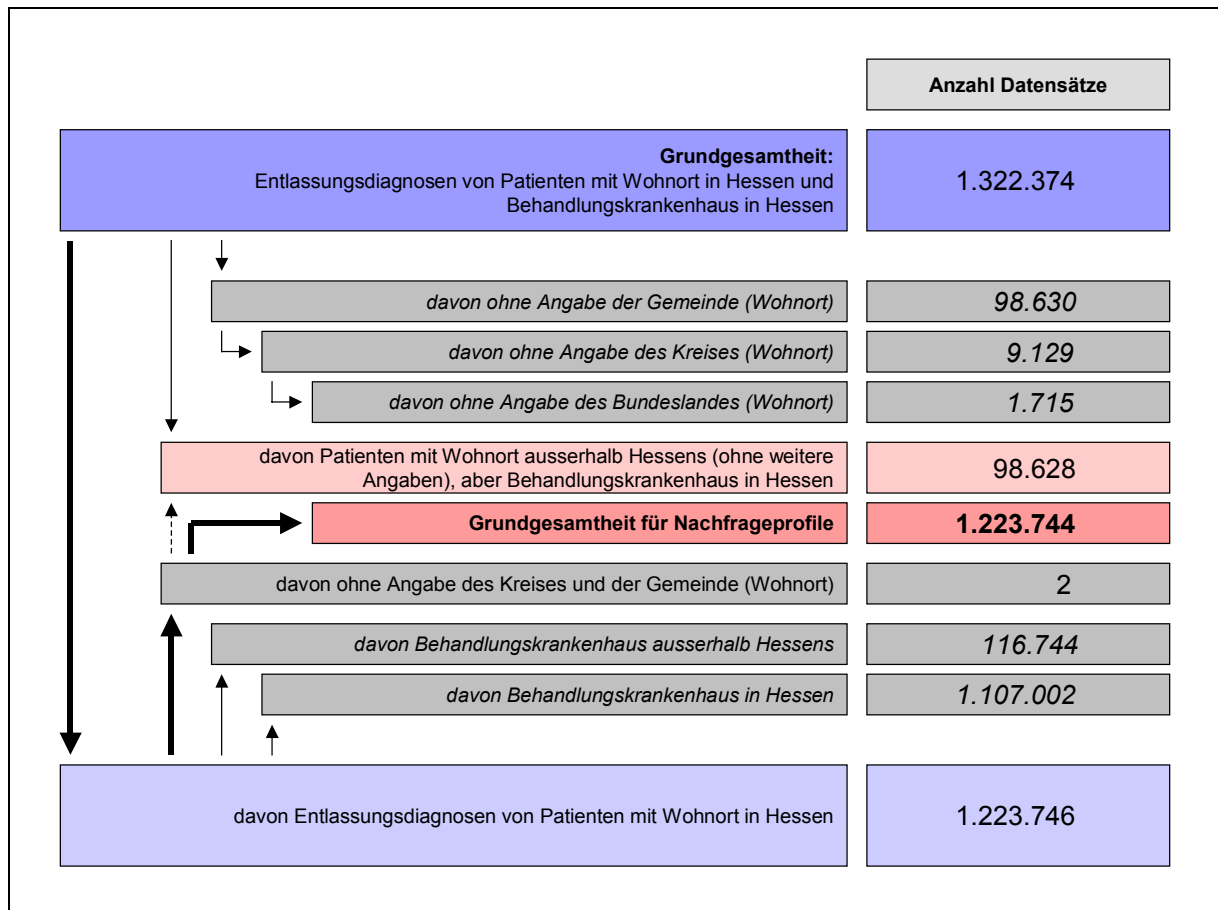 Anzahl Datensätze
Grundgesamtheit:
Entlassungsdiagnosen von Patienten mit Wohnort in Hessen und
Behandlungskrankenhaus in Hessen
1.322.374
davon ohne Angabe der Gemeinde (Wohnort)
98.630
davon ohne Angabe des Kreises (Wohnort)
9.129
davon ohne Angabe des Bundeslandes (Wohnort)
1.715
davon Patienten mit Wohnort ausserhalb Hessens (ohne weitere
Angaben), aber Behandlungskrankenhaus in Hessen
98.628
Grundgesamtheit für Nachfrageprofile
1.223.744
davon ohne Angabe des Kreises und der Gemeinde (Wohnort)
2
davon Behandlungskrankenhaus ausserhalb Hessens
116.744
davon Behandlungskrankenhaus in Hessen
1.107.002
davon Entlassungsdiagnosen von Patienten mit Wohnort in Hessen
1.223.746